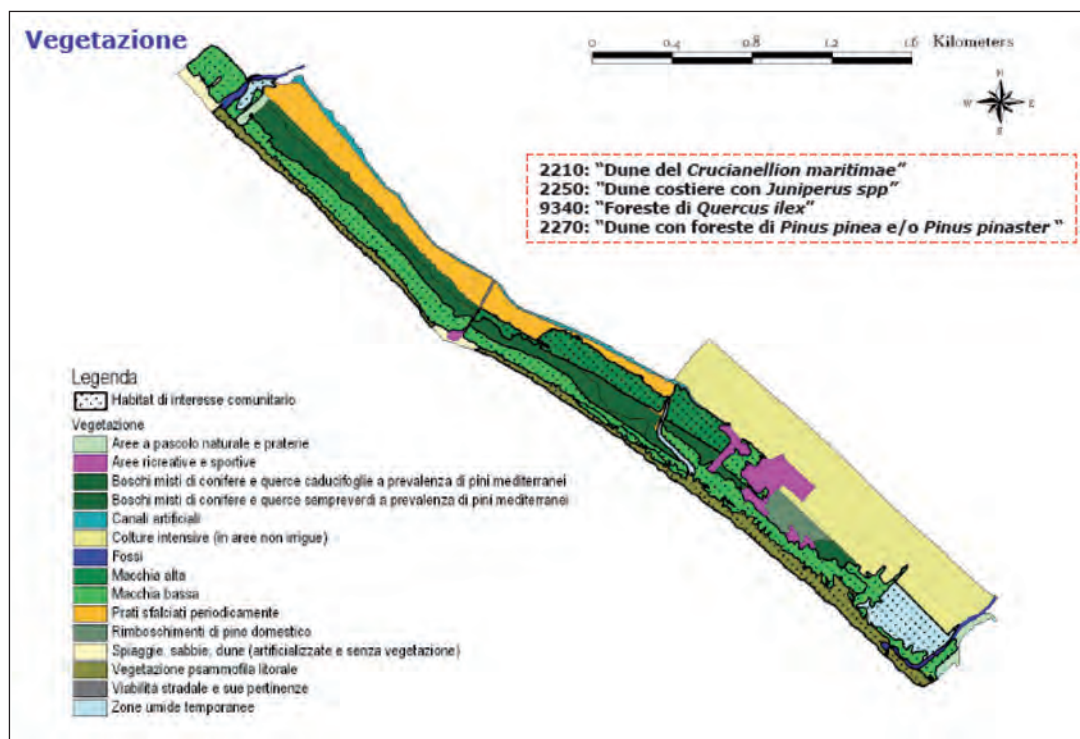 Vegetazione
0 0.4 0.8 1.2 1.6 Kilometers
N
W E
S
2210: “Dune del Crucianellion maritimae”
2250: “Dune costiere con Juniperus spp”
9340: “Foreste di Quercus ilex”
2270: “Dune con foreste di Pinus pinea e/o Pinus pinaster “
Legenda
Habitat di interesse comunitario
Vegetazione
Aree a pascolo naturale e praterie
Aree ricreative e sportive
Boschi misti di conifere e querce caducifoglie a prevalenza di pini mediterranei
Boschi misti di conifere e querce sempreverdi a prevalenza di pini mediterranei
Canali artificiali
Colture intensive (in aree non irrigue)
Fossi
Macchia alta
Macchia bassa
Prati sfalciati periodicamente
Rimboschimenti di pino domestico
Spiaggie, sabbie, dune (artificializzate e senza vegetazione)
Vegetazione psammofila litorale
Viabilità stradale e sue pertinenze
Zone umide temporanee